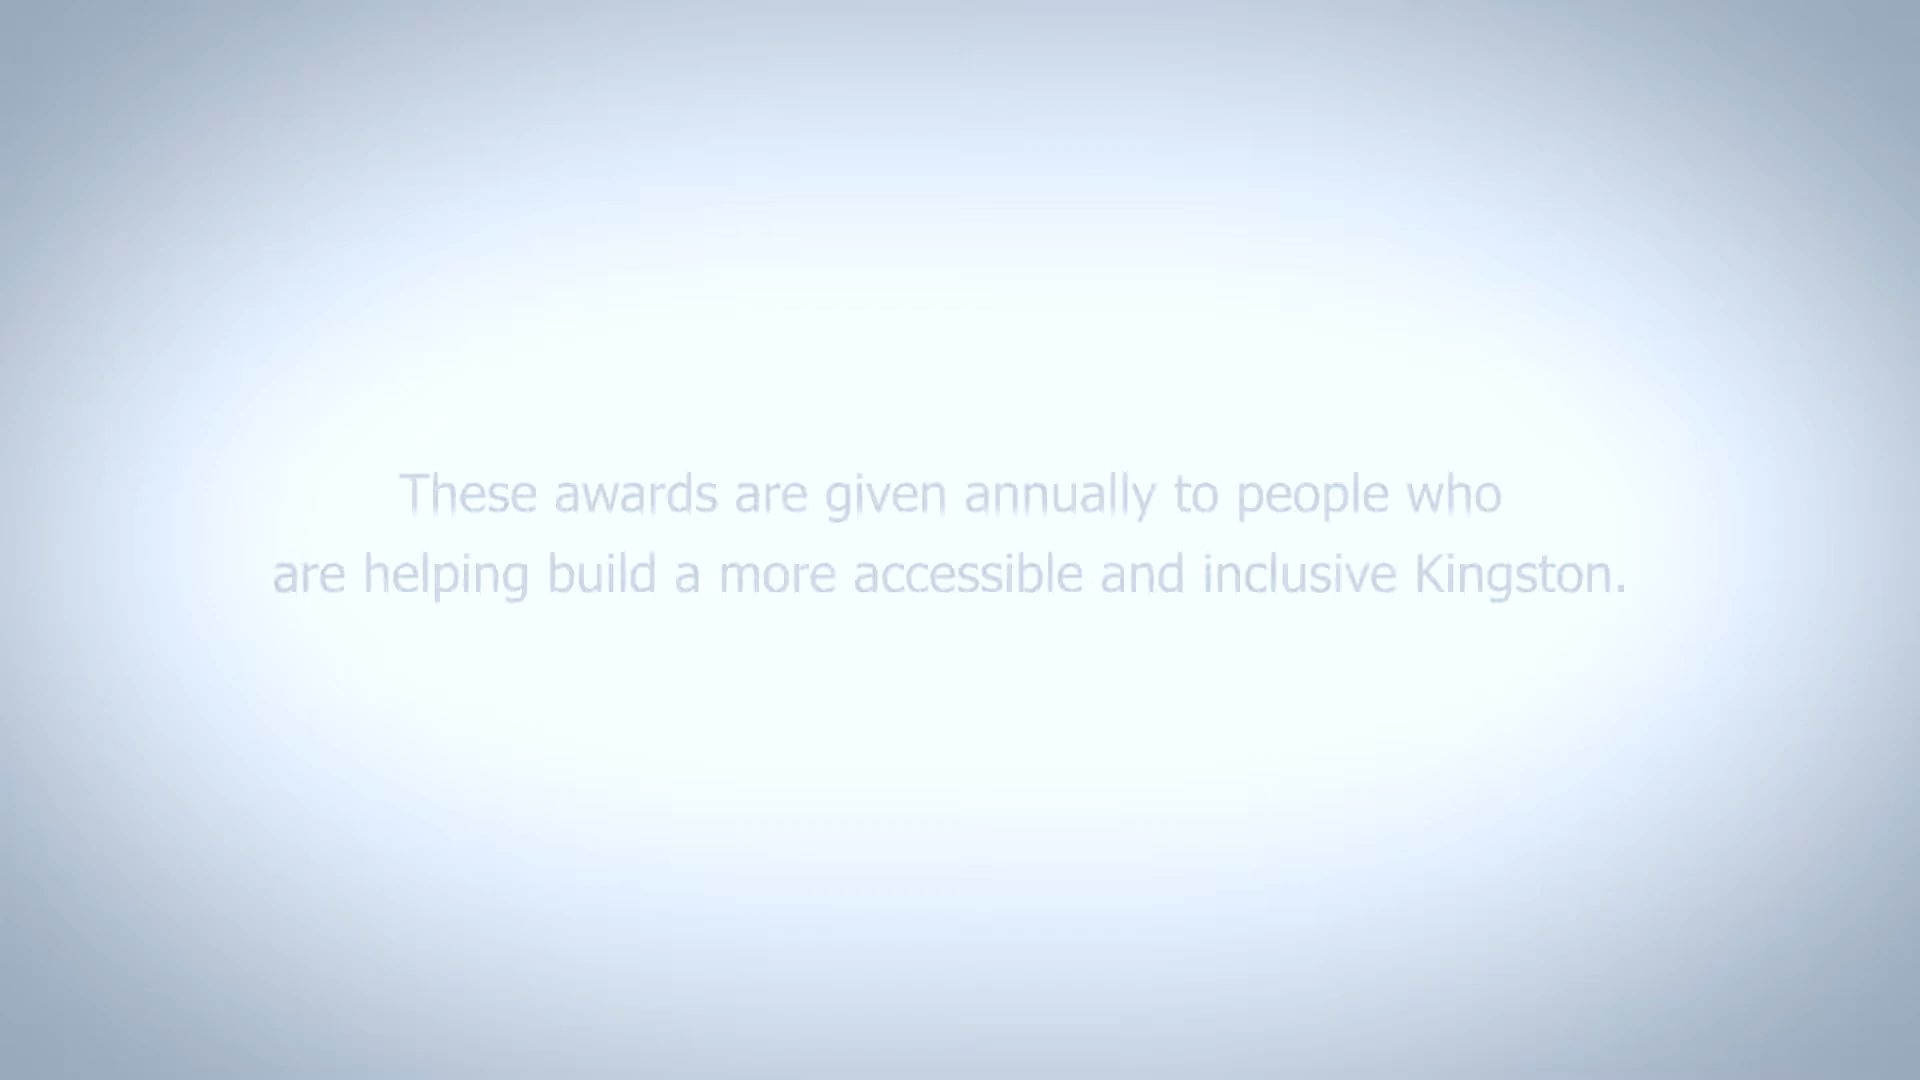 These awards are given annually to people who
are helping build a more accessible and inclusive Kingston.